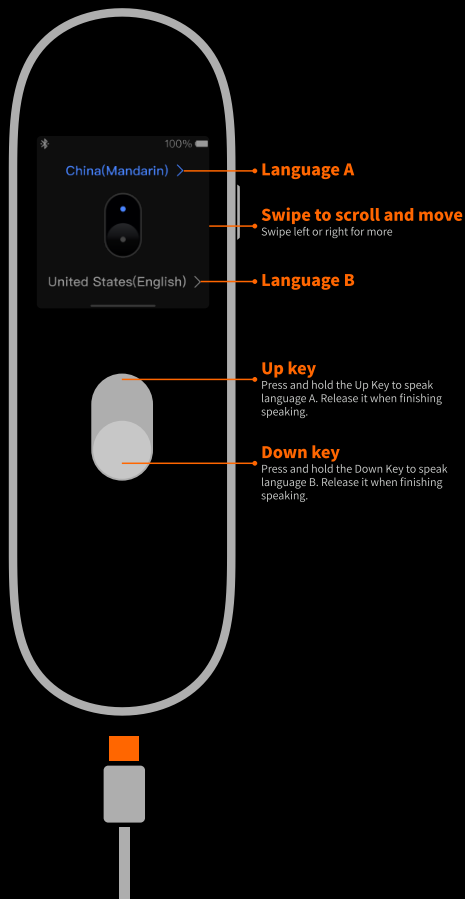 100%
China(Mandarin)
Language A
Swipe to scroll and move
Swipe left or right for more
United States(English)
Language B
Up key
Press and hold the Up Key to speak
language A. Release it when finishing
speaking.
Down key
Press and hold the Down Key to speak
language B. Release it when finishing
speaking.